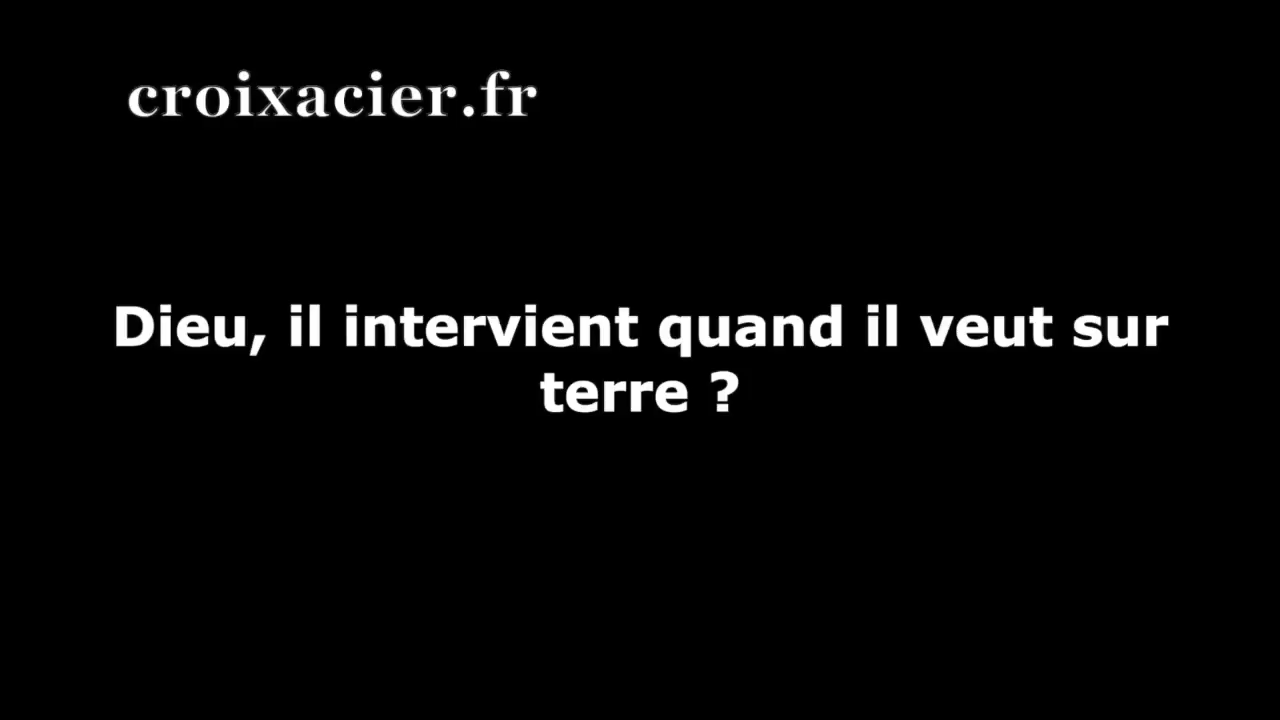 croixacier.fr
Dieu, il intervient quand il veut sur
terre ?